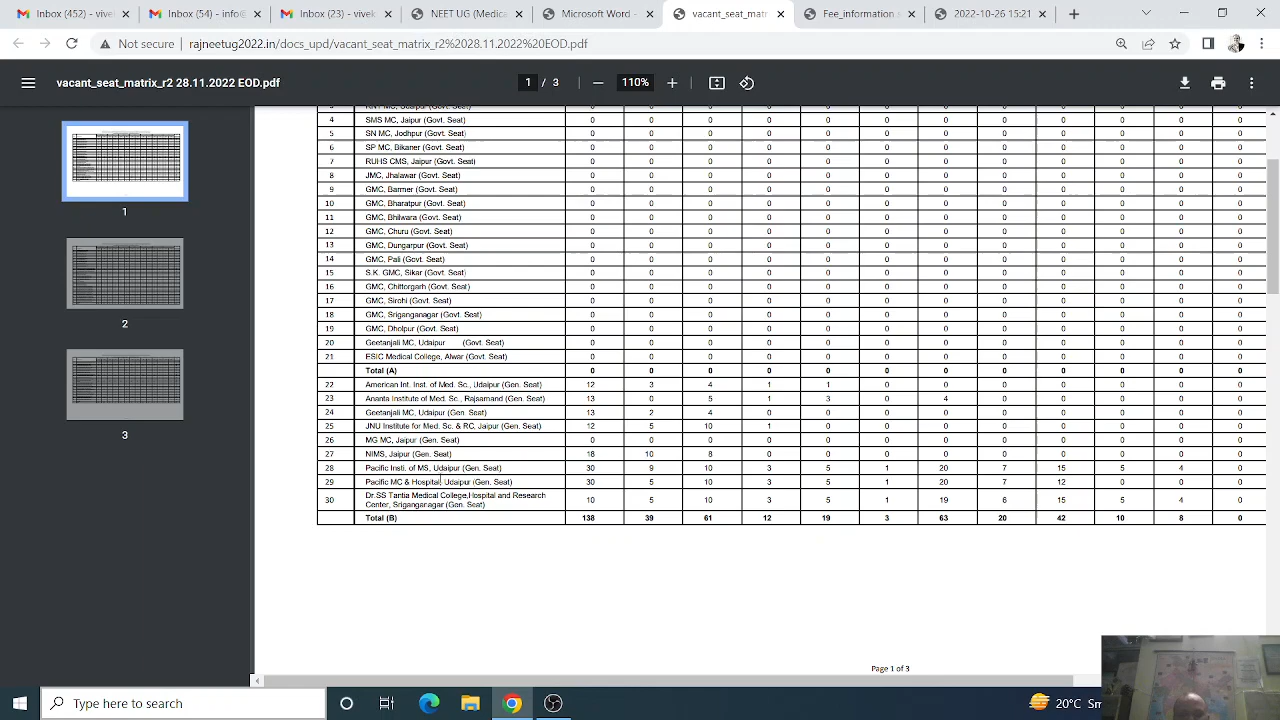 Inbox (452) - vivel
Inbox (54) - info@
Inbox (23) - vivek
NEET UG (Medica
Microsoft Word -
vacant_seat_matr
Fee_information s
2022-10-26 15:21
Not secure
rajneetug2022.in/docs_upd/vacant_seat_matrix_r2%2028.11.2022%20EOD.pdf
vacant_seat_matrix_r2 28.11.2022 EOD.pdf
1 / 3
110%
1
2
3
4 SMS MC, Jaipur (Govt. Seat) 0 0 0 0 0 0 0 0 0 0 0 0
5 SN MC, Jodhpur (Govt. Seat) 0 0 0 0 0 0 0 0 0 0 0 0
6 SP MC, Bikaner (Govt. Seat) 0 0 0 0 0 0 0 0 0 0 0 0
7 RUHS CMS, Jaipur (Govt. Seat) 0 0 0 0 0 0 0 0 0 0 0 0
8 JMC, Jhalawar (Govt. Seat) 0 0 0 0 0 0 0 0 0 0 0 0
9 GMC, Barmer (Govt. Seat) 0 0 0 0 0 0 0 0 0 0 0 0
10 GMC, Bharatpur (Govt. Seat) 0 0 0 0 0 0 0 0 0 0 0 0
11 GMC, Bhilwara (Govt. Seat) 0 0 0 0 0 0 0 0 0 0 0 0
12 GMC, Churu (Govt. Seat) 0 0 0 0 0 0 0 0 0 0 0 0
13 GMC, Dungarpur (Govt. Seat) 0 0 0 0 0 0 0 0 0 0 0 0
14 GMC, Pali (Govt. Seat) 0 0 0 0 0 0 0 0 0 0 0 0
15 S.K. GMC, Sikar (Govt. Seat) 0 0 0 0 0 0 0 0 0 0 0 0
16 GMC, Chittorgarh (Govt. Seat) 0 0 0 0 0 0 0 0 0 0 0 0
17 GMC, Sirohi (Govt. Seat) 0 0 0 0 0 0 0 0 0 0 0 0
18 GMC, Sriganganagar (Govt. Seat) 0 0 0 0 0 0 0 0 0 0 0 0
19 GMC, Dholpur (Govt. Seat) 0 0 0 0 0 0 0 0 0 0 0 0
20 Geetanjali MC, Udaipur (Govt. Seat) 0 0 0 0 0 0 0 0 0 0 0 0
21 ESIC Medical College, Alwar (Govt. Seat) 0 0 0 0 0 0 0 0 0 0 0 0
Total (A) 0 0 0 0 0 0 0 0 0 0 0 0
22 American Int. Inst. of Med. Sc., Udaipur (Gen. Seat) 12 3 4 1 1 0 0 0 0 0 0 0
23 Ananta Institute of Med. Sc., Rajsamand (Gen. Seat) 13 0 5 1 3 0 4 0 0 0 0 0
24 Geetanjali MC, Udaipur (Gen. Seat) 13 2 4 0 0 0 0 0 0 0 0 0
25 JNU Institute for Med. Sc. & RC, Jaipur (Gen. Seat) 12 5 10 1 0 0 0 0 0 0 0 0
26 MG MC, Jaipur (Gen. Seat) 0 0 0 0 0 0 0 0 0 0 0 0
27 NIMS, Jaipur (Gen. Seat) 18 10 8 0 0 0 0 0 0 0 0 0
28 Pacific Insti. of MS, Udaipur (Gen. Seat) 30 9 10 3 5 1 20 7 15 5 4 0
29 Pacific MC & Hospital, Udaipur (Gen. Seat) 30 5 10 3 5 1 20 7 12 0 0 0
30 Dr.SS Tantia Medical College,Hospital and Research
Center, Sriganganagar (Gen. Seat) 10 5 10 3 5 1 19 6 15 5 4 0
Total (B) 138 39 61 12 19 3 63 20 42 10 8 0
Page 1 of 3
Type here to search
20°C Sm